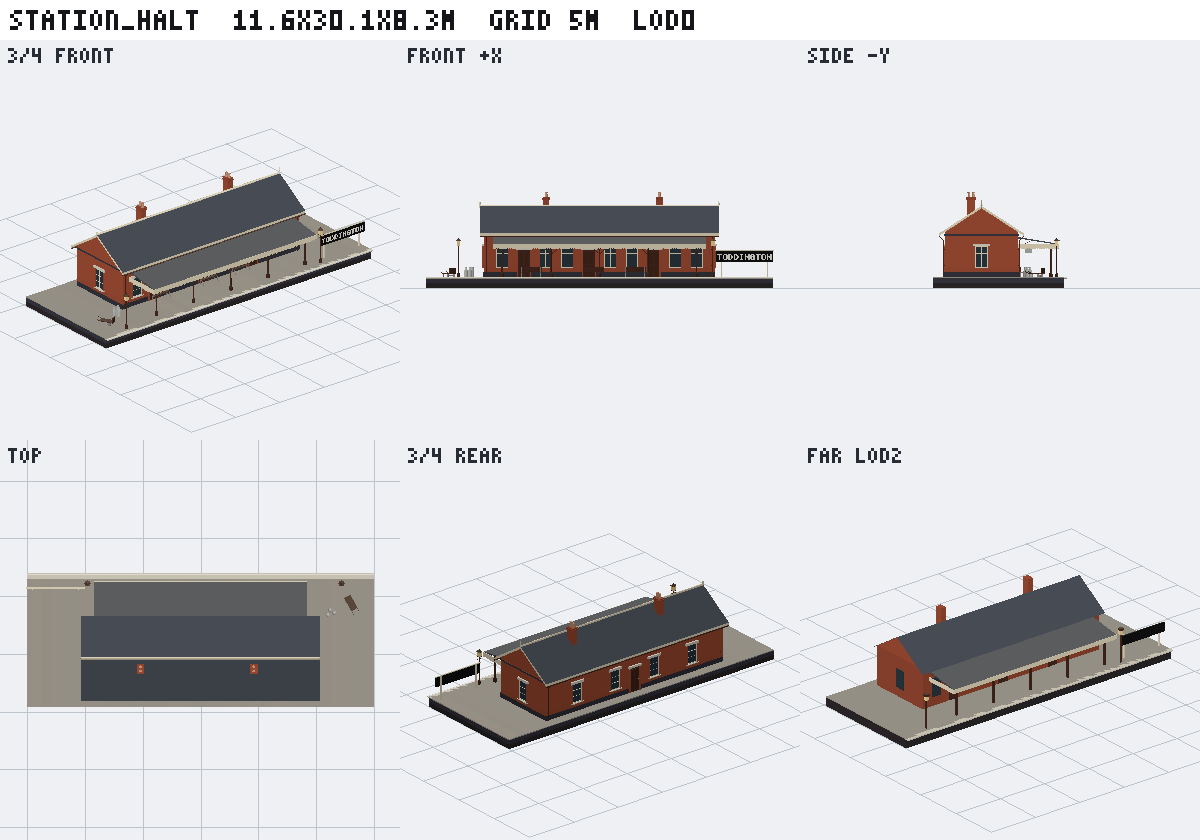 STATION_HALT 11.6X30.1X8.3M GRID 5M LOD0
3/4 FRONT
FRONT +X
SIDE -Y
TODDINGTON
TODDINGTON
TOP
3/4 REAR
FAR LOD2